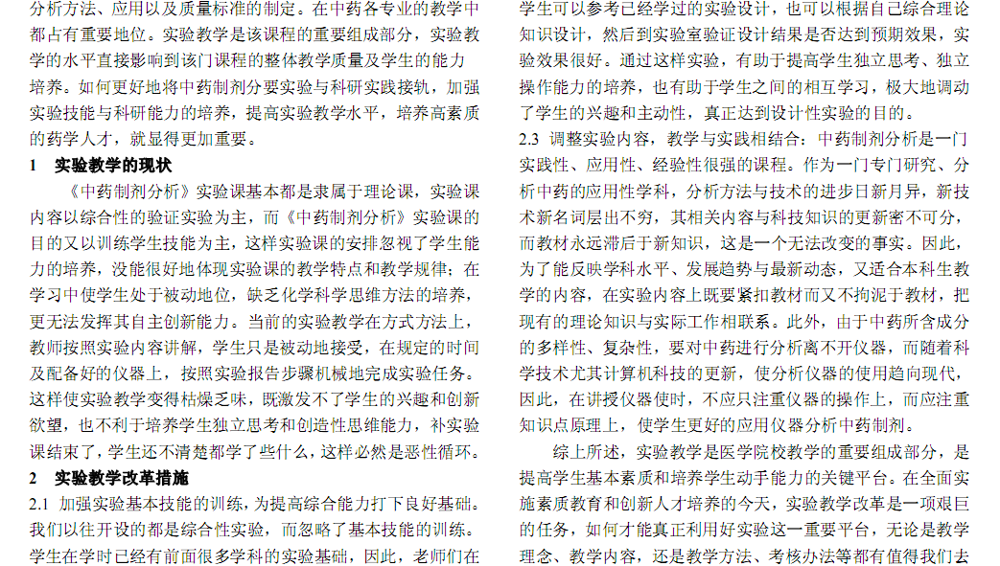 分析方法、应用以及质量标准的制定。在中药各专业的教学中
都占有重要地位。实验教学是该课程的重要组成部分，实验教
学的水平直接影响到该门课程的整体教学质量及学生的能力
培养。如何更好地将中药制剂分要实验与科研实践接轨，加强
实验技能与科研能力的培养，提高实验教学水平，培养高素质
的药学人才，就显得更加重要。
1 实验教学的现状
《中药制剂分析》实验课基本都是隶属于理论课，实验课
内容以综合性的验证实验为主，而《中药制剂分析》实验课的
目的又以训练学生技能为主，这样实验课的安排忽视了学生能
力的培养，没能很好地体现实验课的教学特点和教学规律；在
学习中使学生处于被动地位，缺乏化学科学思维方法的培养，
更无法发挥其自主创新能力。当前的实验教学在方式方法上，
教师按照实验内容讲解，学生只是被动地接受，在规定的时间
及配备好的仪器上，按照实验报告步骤机械地完成实验任务。
这样使实验教学变得枯燥乏味，既激发不了学生的兴趣和创新
欲望，也不利于培养学生独立思考和创造性思维能力，补实验
课结束了，学生还不清楚都学了些什么，这样必然是恶性循环。
2 实验教学改革措施
2.1 加强实验基本技能的训练，为提高综合能力打下良好基础。
我们以往开设的都是综合性实验，而忽略了基本技能的训练。
学生在学时已经有前面很多学科的实验基础，因此，老师们在
学生可以参考已经学过的实验设计，也可以根据自己综合理论
知识设计，然后到实验室验证设计结果是否达到预期效果，实
验效果很好。通过这样实验，有助于提高学生独立思考、独立
操作能力的培养，也有助于学生之间的相互学习，极大地调动
了学生的兴趣和主动性，真正达到设计性实验的目的。
2.3 调整实验内容，教学与实践相结合：中药制剂分析是一门
实践性、应用性、经验性很强的课程。作为一门专门研究、分
析中药的应用性学科，分析方法与技术的进步日新月异，新技
术新名词层出不穷，其相关内容与科技知识的更新密不可分，
而教材永远滞后于新知识，这是一个无法改变的事实。因此，
为了能反映学科水平、发展趋势与最新动态，又适合本科生教
学的内容，在实验内容上既要紧扣教材而又不拘泥于教材，把
现有的理论知识与实际工作相联系。此外，由于中药所含成分
的多样性、复杂性，要对中药进行分析离不开仪器，而随着科
学技术尤其计算机科技的更新，使分析仪器的使用趋向现代，
因此，在讲授仪器使时，不应只注重仪器的操作上，而应注重
知识点原理上，使学生更好的应用仪器分析中药制剂。
综上所述，实验教学是医学院校教学的重要组成部分，是
提高学生基本素质和培养学生动手能力的关键平台。在全面实
施素质教育和创新人才培养的今天，实验教学改革是一项艰巨
的任务，如何才能真正利用好实验这一重要平台，无论是教学
理念、教学内容，还是教学方法、考核办法等都有值得我们去